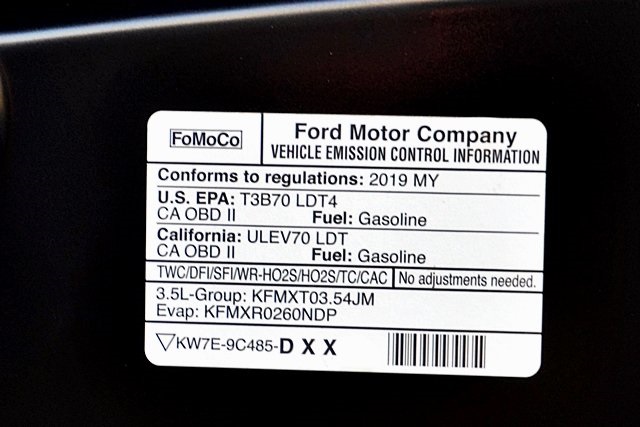 FoMoCo
Ford Motor Company
VEHICLE EMISSION CONTROL INFORMATION
Conforms to regulations: 2019 MY
U.S. EPA: T3B70 LDT4
CA OBD II Fuel: Gasoline
California: ULEV70 LDT
CA OBD II Fuel: Gasoline
TWC/DFI/SFI/WR-HO2S/HO2S/TC/CAC No adjustments needed.
3.5L-Group: KFMXT03.54JM
Evap: KFMXR0260NDP
▽KW7E-9C485-DXX